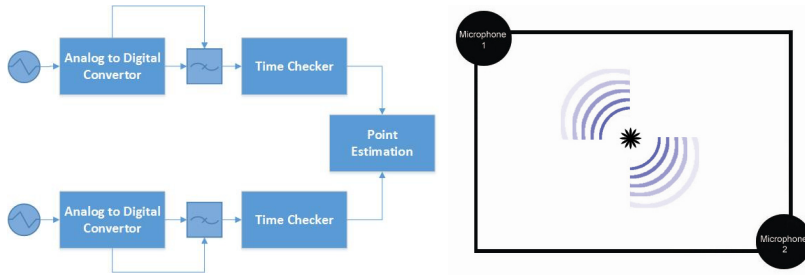 Analog to Digital
Convertor
Time Checker
Point
Estimation
Analog to Digital
Convertor
Time Checker
Microphone
1
Microphone
2